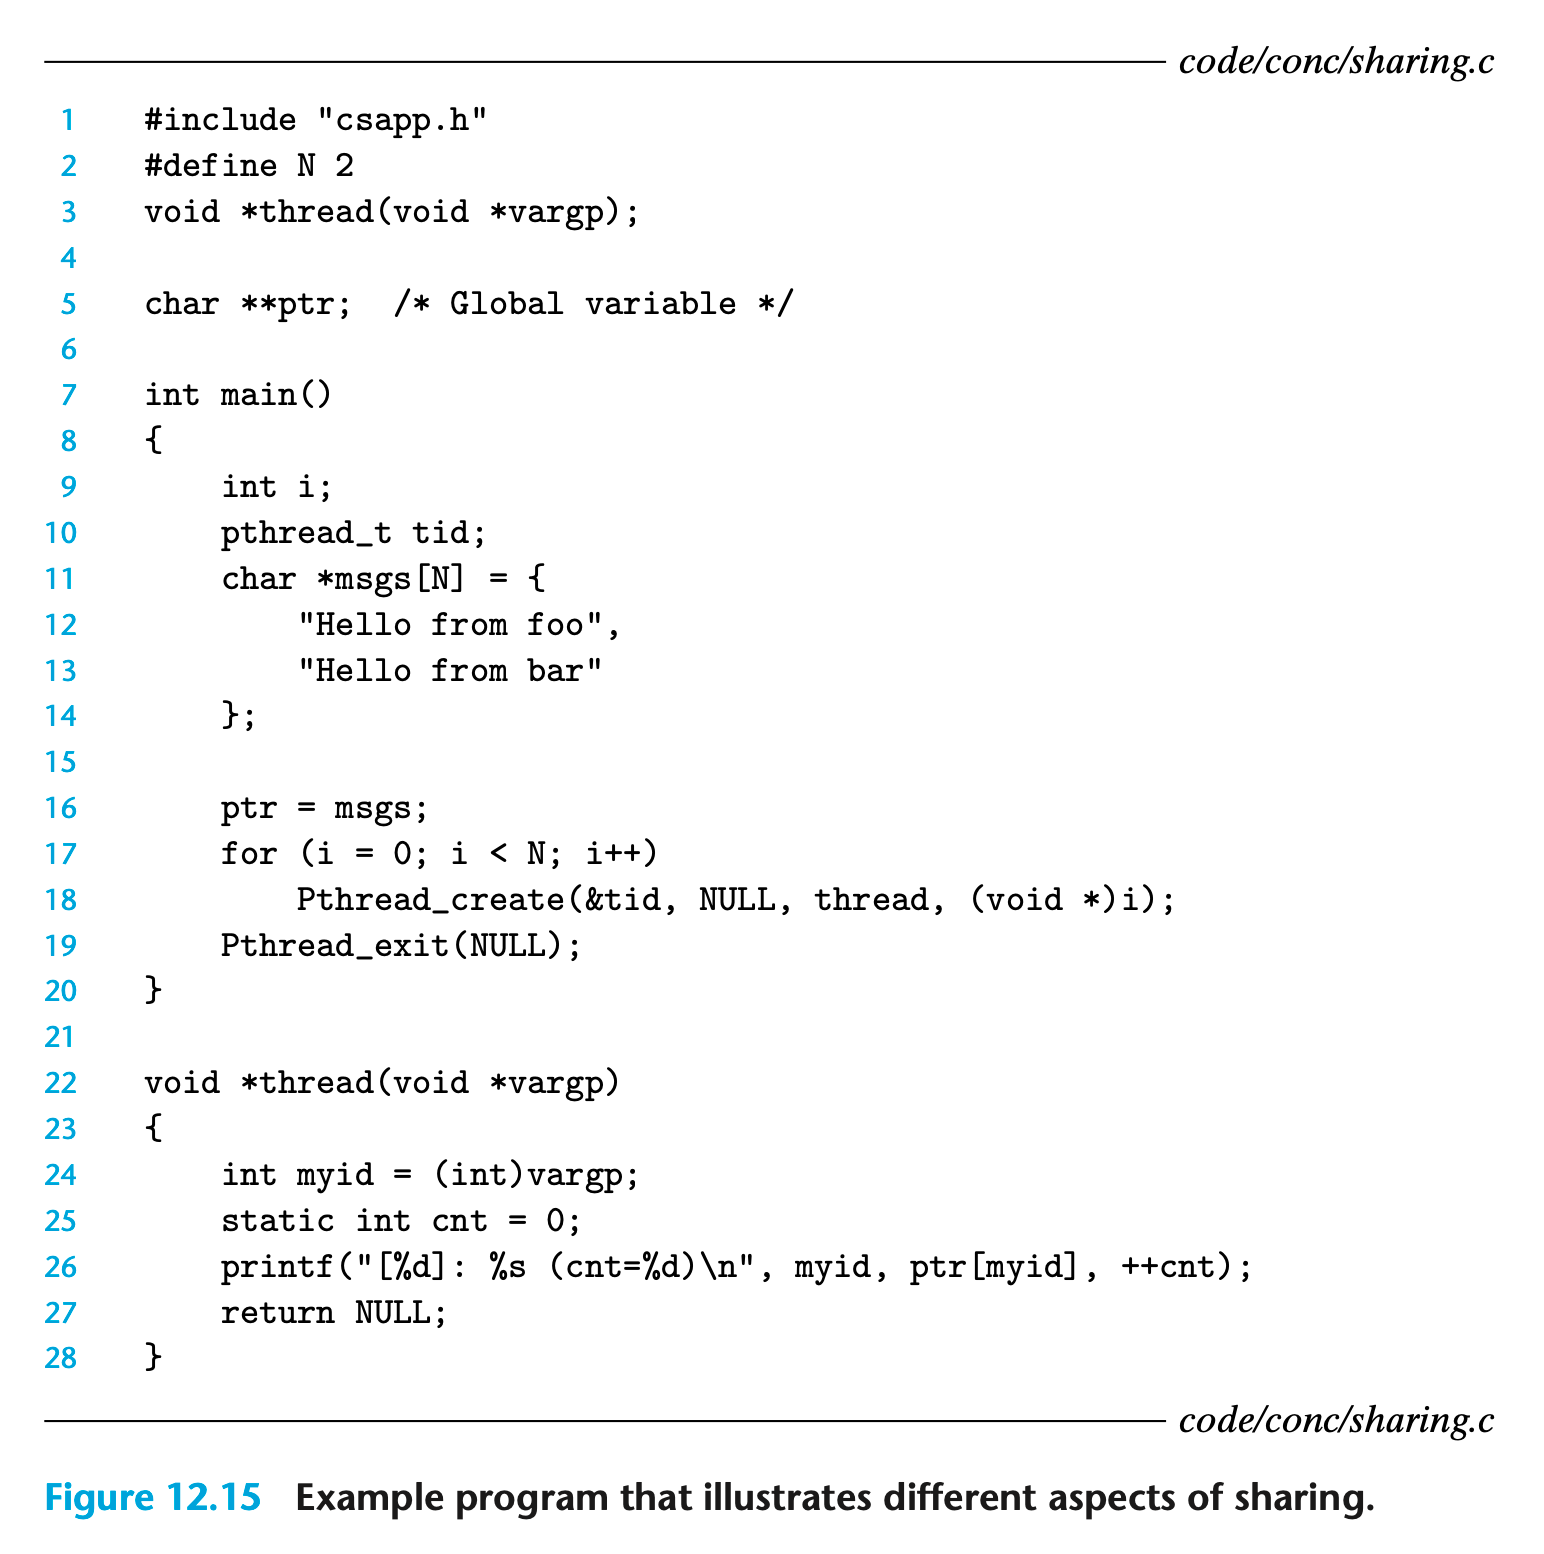 code/conc/sharing.c
1 #include "csapp.h"
2 #define N 2
3 void *thread(void *vargp);
4
5 char **ptr;  /* Global variable */
6
7 int main()
8 {
9     int i;
10     pthread_t tid;
11     char *msgs[N] = {
12         "Hello from foo",
13         "Hello from bar"
14     };
15
16     ptr = msgs;
17     for (i = 0; i < N; i++)
18         Pthread_create(&tid, NULL, thread, (void *)i);
19     Pthread_exit(NULL);
20 }
21
22 void *thread(void *vargp)
23 {
24     int myid = (int)vargp;
25     static int cnt = 0;
26     printf("[%d]: %s (cnt=%d)\n", myid, ptr[myid], ++cnt);
27     return NULL;
28 }
code/conc/sharing.c
Figure 12.15 Example program that illustrates different aspects of sharing.